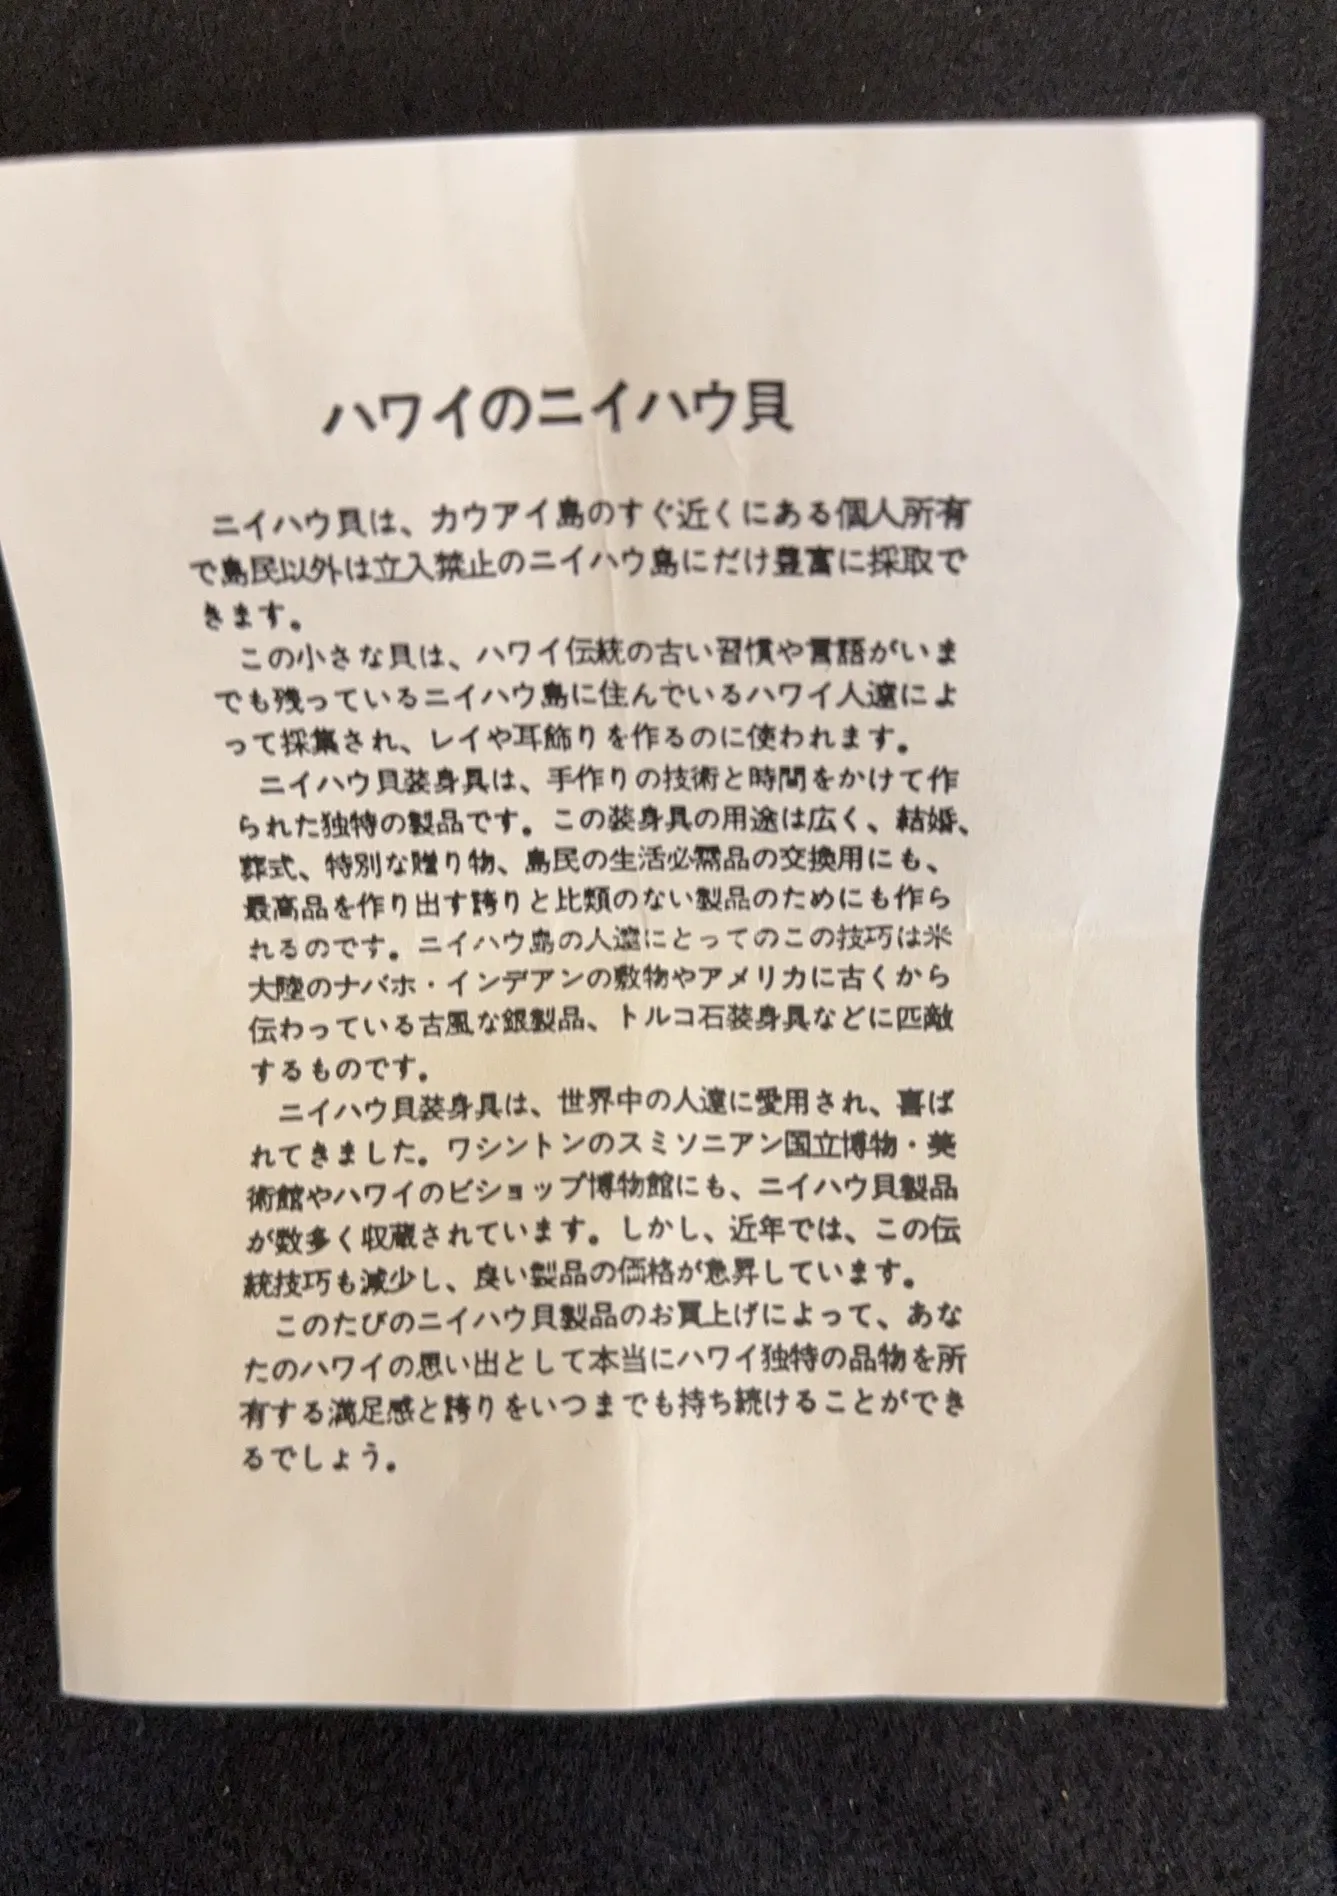 ハワイのニイハウ貝
ニイハウ貝は、カウアイ島のすぐ近くにある個人所有
で島民以外は立入禁止のニイハウ島にだけ豊富に採取で
きます。
この小さな貝は、ハワイ伝統の古い習慣や言語がいま
でも残っているニイハウ島に住んでいるハワイ人達によ
って採集され、レイや耳飾りを作るのに使われます。
ニイハウ貝装身具は、手作りの技術と時間をかけて作
られた独特の製品です。この装身具の用途は広く、結婚、
葬式、特別な贈り物、島民の生活必需品の交換用にも、
最高品を作り出す誇りと比類のない製品のためにも作ら
れるのです。ニイハウ島の人達にとってのこの技巧は米
大陸のナバホ・インデアンの敷物やアメリカに古くから
伝わっている古風な銀製品、トルコ石装身具などに匹敵
するものです。
ニイハウ貝装身具は、世界中の人達に愛用され、喜ば
れてきました。ワシントンのスミソニアン国立博物・美
術館やハワイのビショップ博物館にも、ニイハウ貝製品
が数多く収蔵されています。しかし、近年では、この伝
統技巧も減少し、良い製品の価格が急昇しています。
このたびのニイハウ貝製品のお買上げによって、あな
たのハワイの思い出として本当にハワイ独特の品物を所
有する満足感と誇りをいつまでも持ち続けることができ
るでしょう。